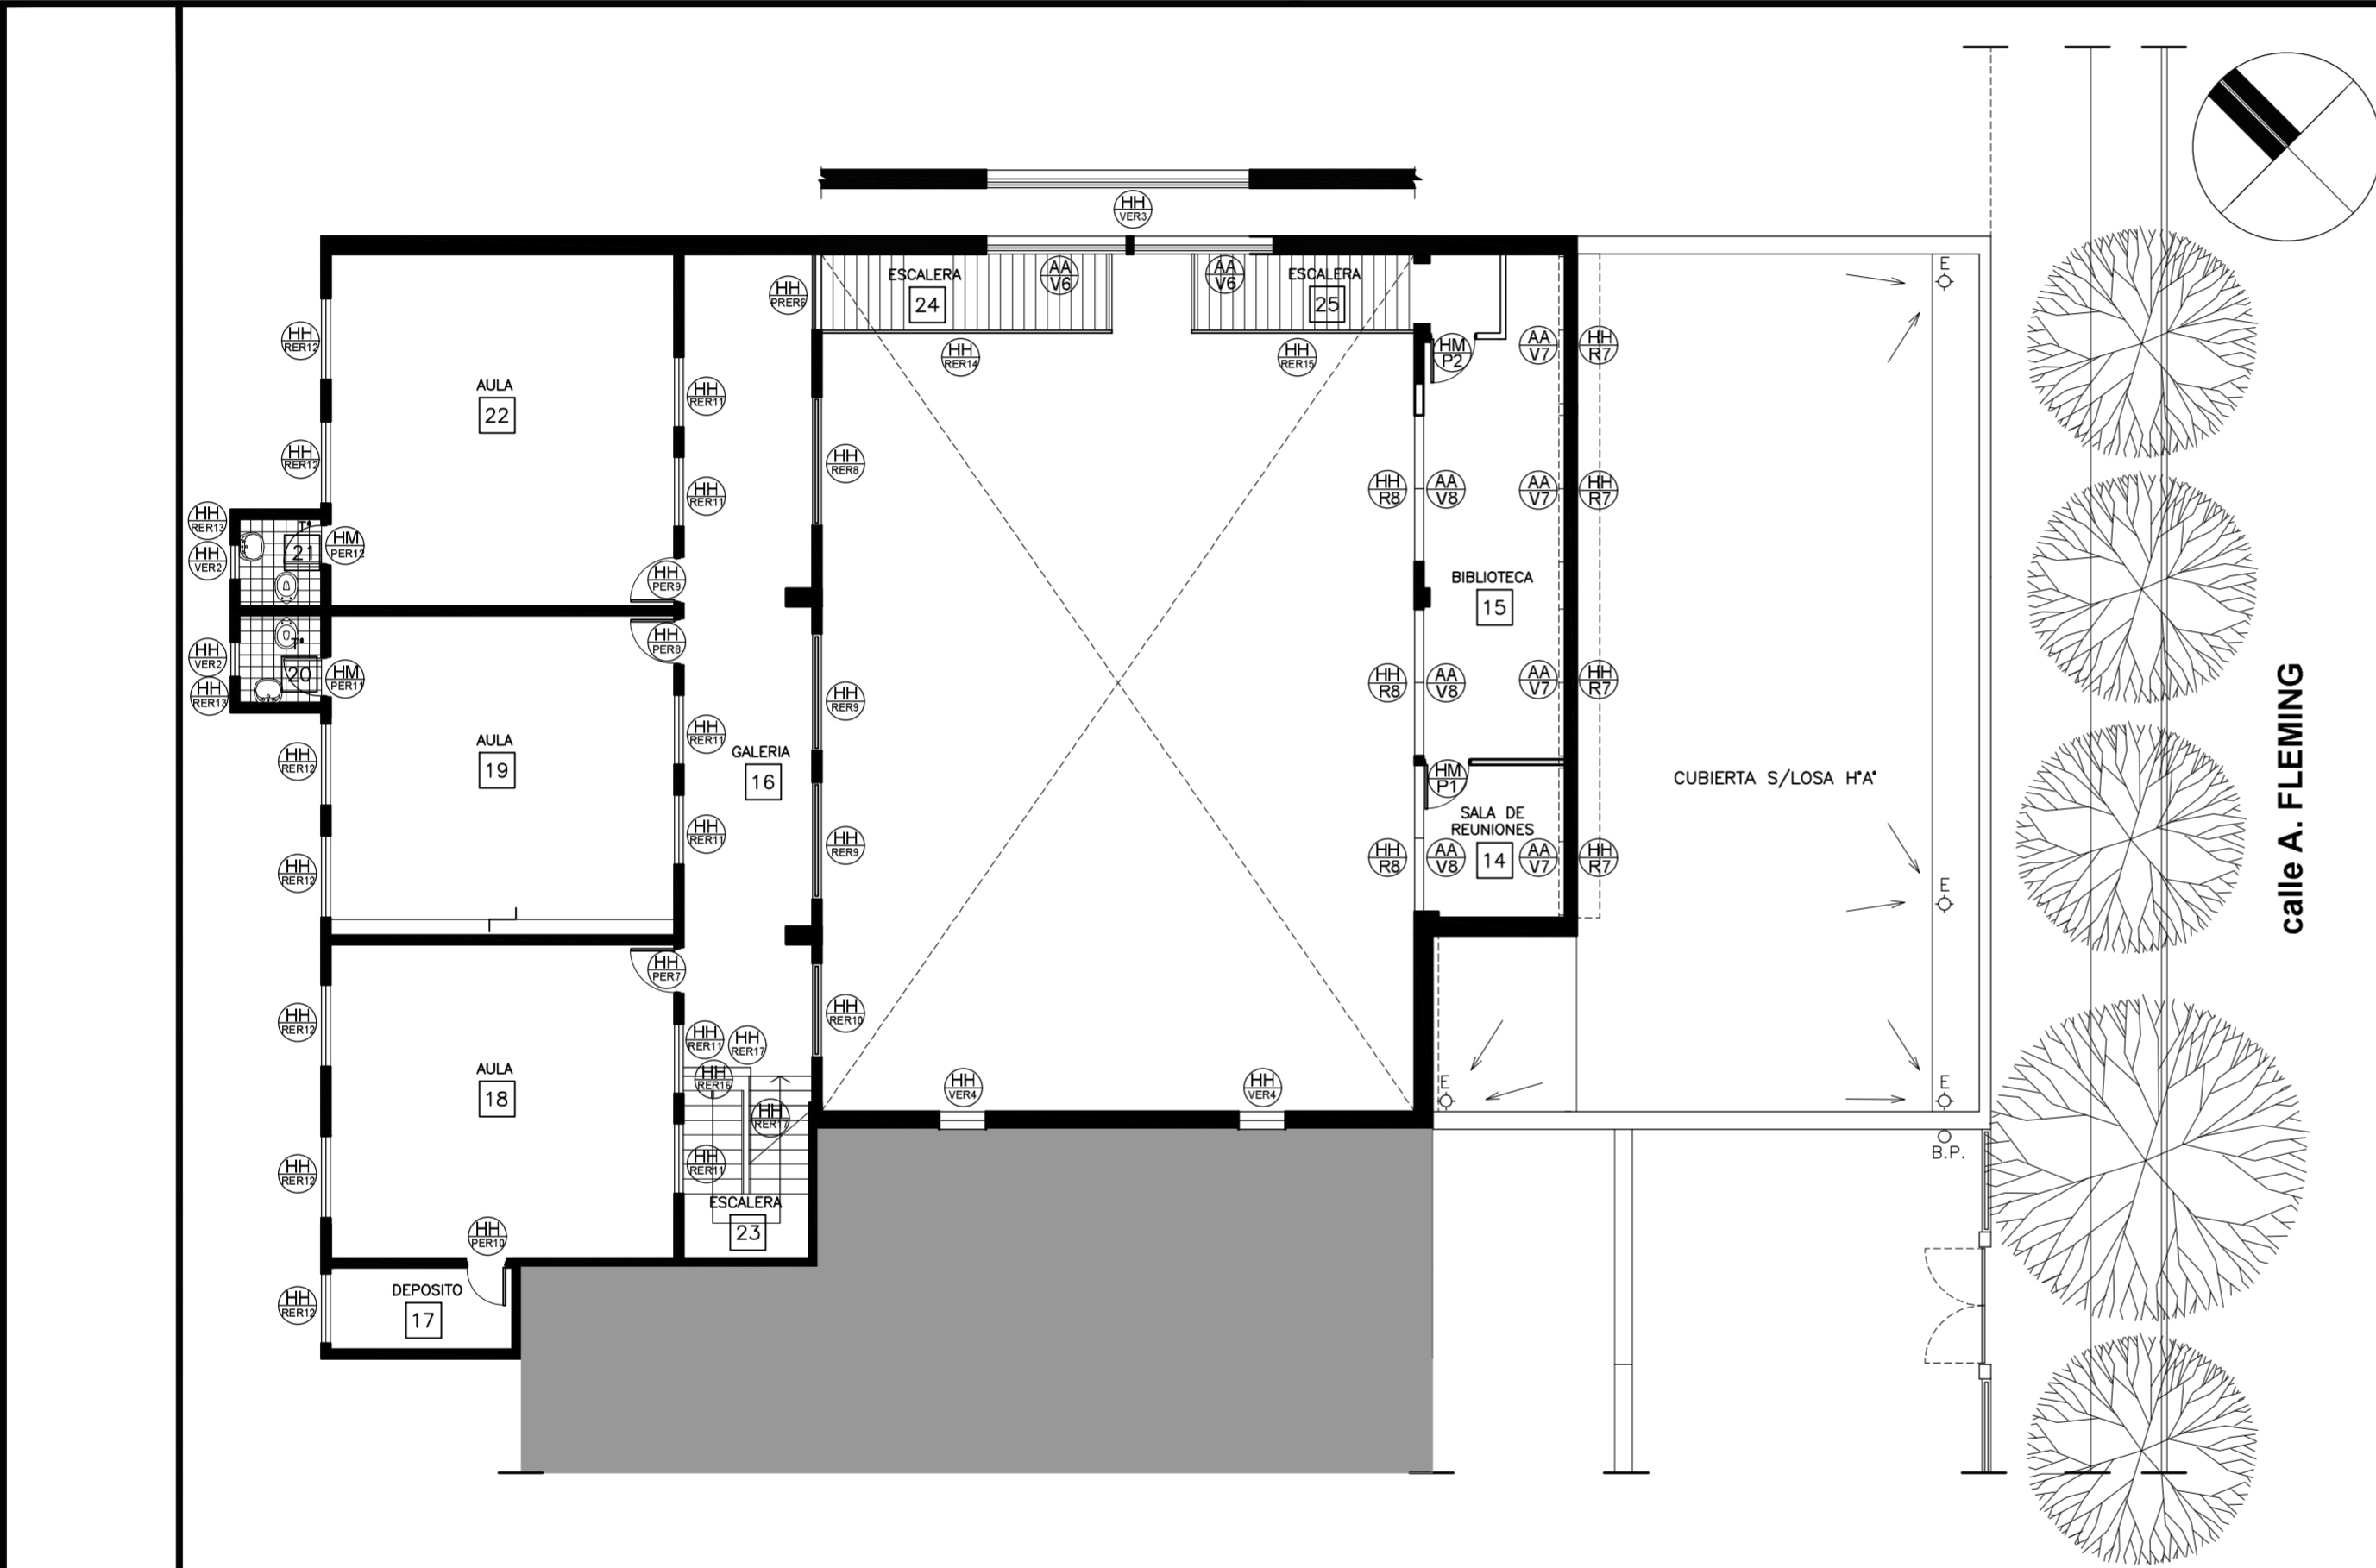 HH
VER3
ESCALERA
24
AA
V6
AA
V6
ESCALERA
25
HH
PRER6
E
HH
RER12
HH
RER14
HH
RER15
HM
P2
AA
V7
HH
R7
AULA
22
HH
RER11
HH
RER12
HH
RER8
HH
RER11
HH
R8
AA
V8
AA
V7
HH
R7
HH
RER13
HH
VER2
T°
21
HM
PER12
HH
PER9
BIBLIOTECA
15
HH
VER2
HH
RER13
T°
20
HM
PER11
HH
PER8
HH
RER9
HH
R8
AA
V8
AA
V7
HH
R7
calle A. FLEMING
HH
RER12
AULA
19
HH
RER11
GALERIA
16
HM
P1
CUBIERTA S/LOSA H°A°
HH
RER11
HH
RER9
SALA DE
REUNIONES
14
HH
R8
AA
V8
AA
V7
HH
R7
HH
RER12
E
HH
PER7
HH
RER12
HH
RER10
HH
RER11
HH
RER17
AULA
18
HH
RER16
HH
VER4
HH
VER4
E
E
HH
RER17
B.P.
HH
RER12
HH
RER11
ESCALERA
23
HH
PER10
HH
RER12
DEPOSITO
17